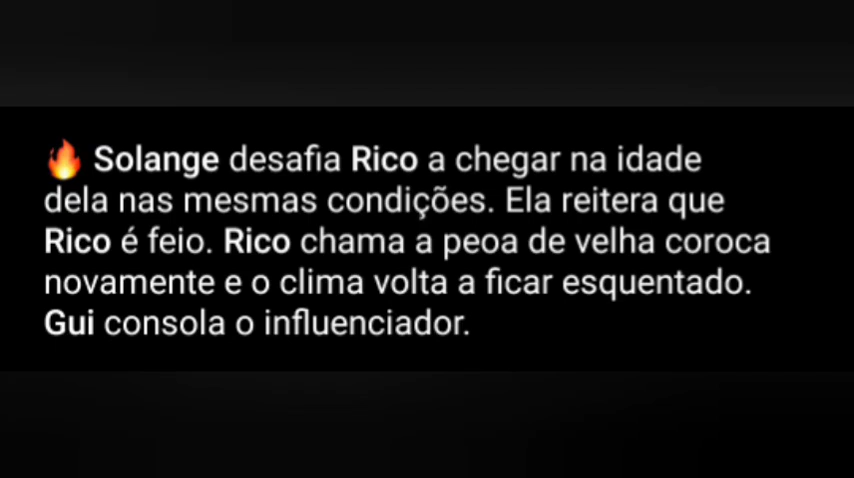 🔥 Solange desafia Rico a chegar na idade
dela nas mesmas condições. Ela reitera que
Rico é feio. Rico chama a peoa de velha coroca
novamente e o clima volta a ficar esquentado.
Gui consola o influenciador.